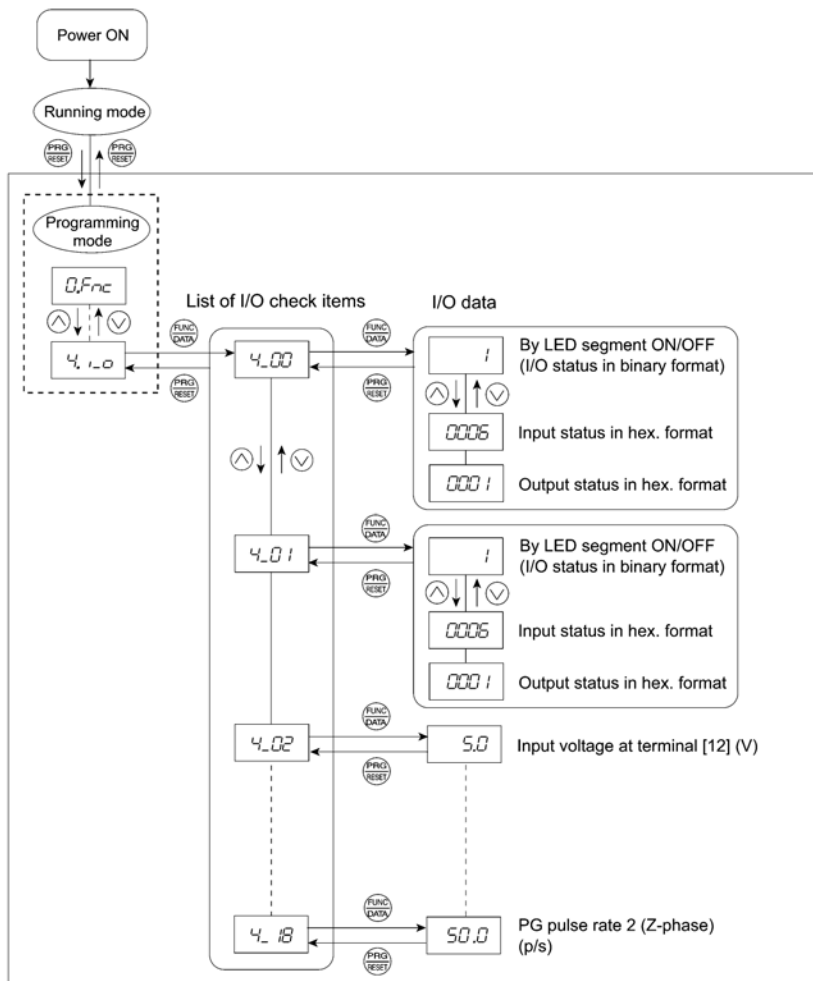 Power ON
Running mode
PRG
RESET
PRG
RESET
Programming
mode
0.Fnc
4.i_o
List of I/O check items
I/O data
FUNC
DATA
PRG
RESET
4_00
FUNC
DATA
PRG
RESET
1
By LED segment ON/OFF
(I/O status in binary format)
0006
Input status in hex. format
0001
Output status in hex. format
4_01
FUNC
DATA
PRG
RESET
1
By LED segment ON/OFF
(I/O status in binary format)
0006
Input status in hex. format
0001
Output status in hex. format
4_02
FUNC
DATA
PRG
RESET
5.0
Input voltage at terminal [12] (V)
4_18
FUNC
DATA
PRG
RESET
50.0
PG pulse rate 2 (Z-phase)
(p/s)